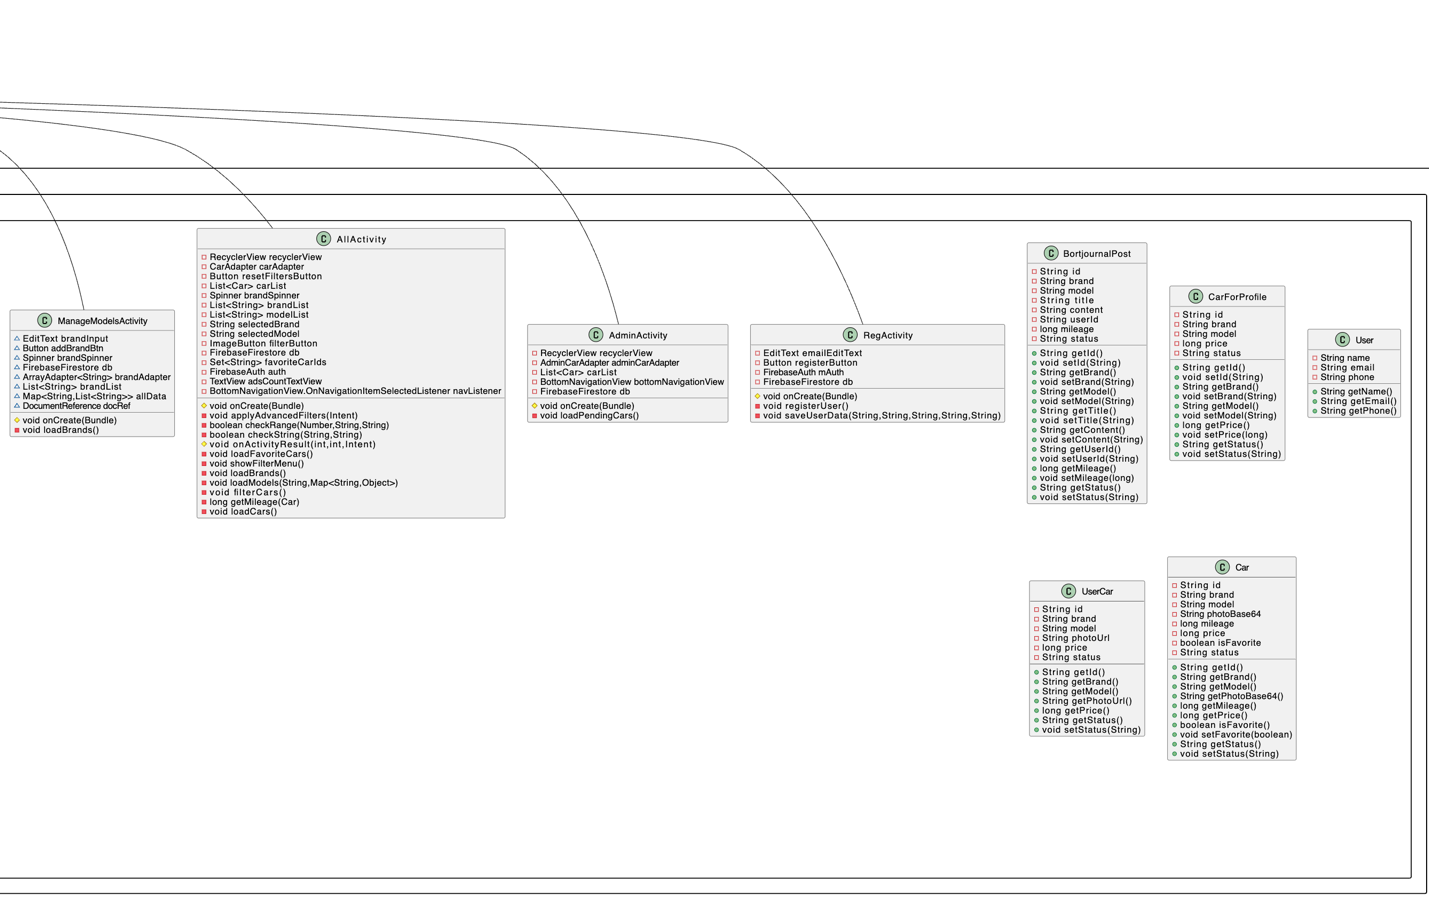 C ManageModelsActivity
EditText brandInput
Button addBrandBtn
Spinner brandSpinner
FirebaseFirestore db
ArrayAdapter<String> brandAdapter
List<String> brandList
Map<String,List<String>> allData
DocumentReference docRef
void onCreate(Bundle)
void loadBrands()
C AllActivity
RecyclerView recyclerView
CarAdapter carAdapter
Button resetFiltersButton
List<Car> carList
Spinner brandSpinner
List<String> brandList
List<String> modelList
String selectedBrand
String selectedModel
ImageButton filterButton
FirebaseFirestore db
Set<String> favoriteCarIds
FirebaseAuth auth
TextView adsCountTextView
BottomNavigationView.OnNavigationItemSelectedListener navListener
void onCreate(Bundle)
void applyAdvancedFilters(Intent)
boolean checkRange(Number,String,String)
boolean checkString(String,String)
void onActivityResult(int,int,Intent)
void loadFavoriteCars()
void showFilterMenu()
void loadBrands()
void loadModels(String,Map<String,Object>)
void filterCars()
long getMileage(Car)
void loadCars()
C AdminActivity
RecyclerView recyclerView
AdminCarAdapter adminCarAdapter
List<Car> carList
BottomNavigationView bottomNavigationView
FirebaseFirestore db
void onCreate(Bundle)
void loadPendingCars()
C RegActivity
EditText emailEditText
Button registerButton
FirebaseAuth mAuth
FirebaseFirestore db
void onCreate(Bundle)
void registerUser()
void saveUserData(String,String,String,String,String)
C BortjournalPost
String id
String brand
String model
String title
String content
String userId
long mileage
String status
String getId()
void setId(String)
String getBrand()
void setBrand(String)
String getModel()
void setModel(String)
String getTitle()
void setTitle(String)
String getContent()
void setContent(String)
String getUserId()
void setUserId(String)
long getMileage()
void setMileage(long)
String getStatus()
void setStatus(String)
C CarForProfile
String id
String brand
String model
long price
String status
String getId()
void setId(String)
String getBrand()
void setBrand(String)
String getModel()
void setModel(String)
long getPrice()
void setPrice(long)
String getStatus()
void setStatus(String)
C User
String name
String email
String phone
String getName()
String getEmail()
String getPhone()
C UserCar
String id
String brand
String model
String photoUrl
long price
String status
String getId()
String getBrand()
String getModel()
String getPhotoUrl()
long getPrice()
String getStatus()
void setStatus(String)
C Car
String id
String brand
String model
String photoBase64
long mileage
long price
boolean isFavorite
String status
String getId()
String getBrand()
String getModel()
String getPhotoBase64()
long getMileage()
long getPrice()
boolean isFavorite()
void setFavorite(boolean)
String getStatus()
void setStatus(String)